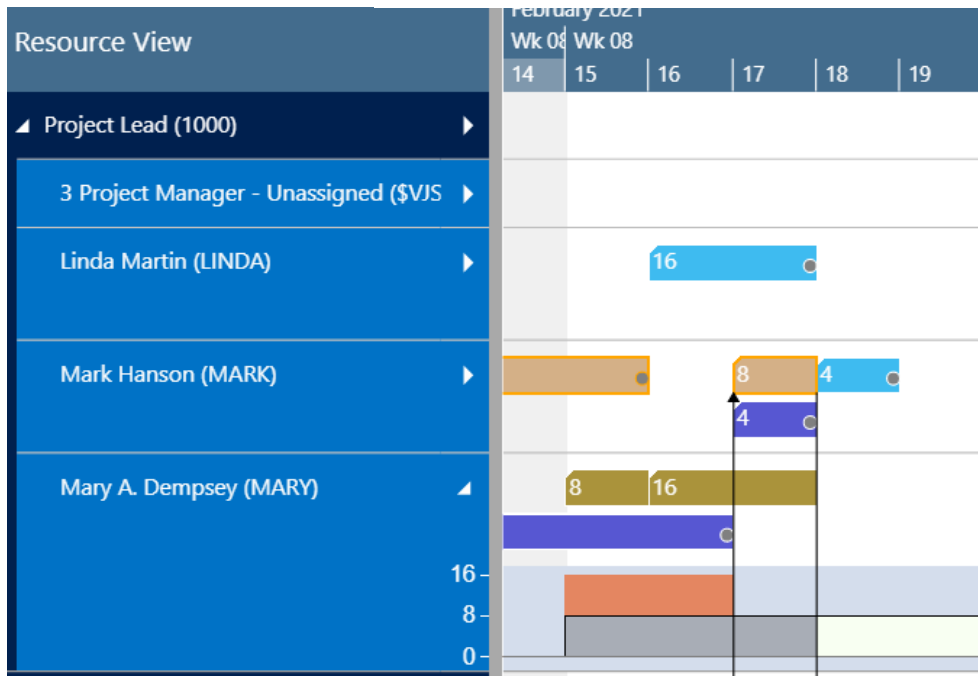 February 2021
Resource View
Wk 08 Wk 08
14 15 16 17 18 19
Project Lead (1000)
3 Project Manager - Unassigned ($VJS
Linda Martin (LINDA)
16
Mark Hanson (MARK)
8 4
4
Mary A. Dempsey (MARY)
8 16
16
8
0